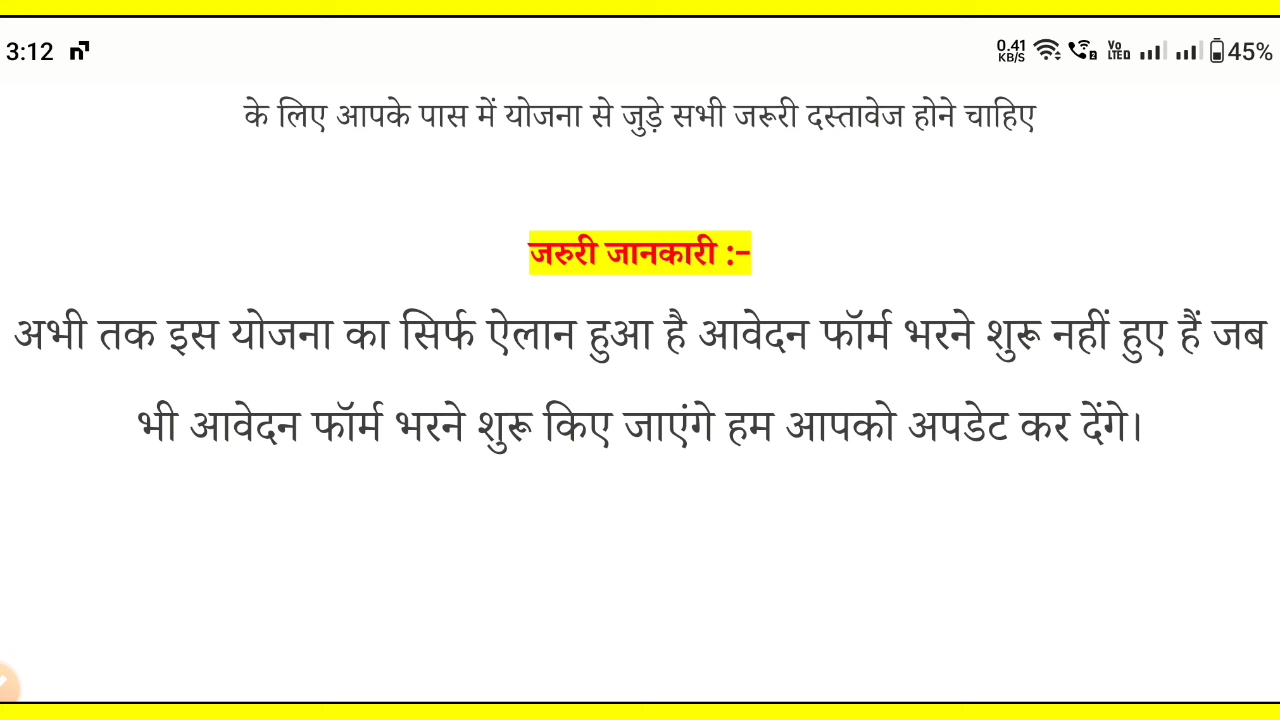 3:12 0.41 KB/S Vo LTE 2 45%
के लिए आपके पास में योजना से जुड़े सभी जरूरी दस्तावेज होने चाहिए
जरुरी जानकारी :-
अभी तक इस योजना का सिर्फ ऐलान हुआ है आवेदन फॉर्म भरने शुरू नहीं हुए हैं जब
भी आवेदन फॉर्म भरने शुरू किए जाएंगे हम आपको अपडेट कर देंगे।